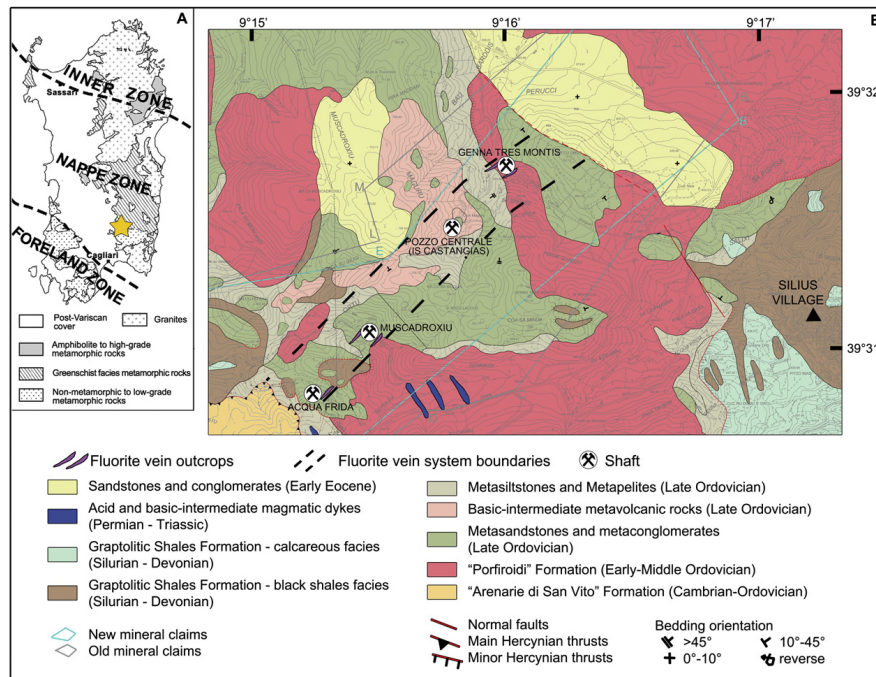 A
INNER ZONE
Sassari
NAPPE ZONE
Cagliari
FORELAND ZONE
Post-Variscan
cover
Granites
Amphibolite to high-grade
metamorphic rocks
Greenschist facies metamorphic rocks
Non-metamorphic to low-grade
metamorphic rocks
9°15'
9°16'
9°17'
39°32
39°31
PERUCCI
MUSCADROXIU
GENNA TRES MONTIS
M
L
E
POZZO CENTRALE
(IS CASTANGIAS)
SILIUS
VILLAGE
MUSCADROXIU
ACQUA FRIDA
Fluorite vein outcrops
Fluorite vein system boundaries
Shaft
Sandstones and conglomerates (Early Eocene)
Acid and basic-intermediate magmatic dykes
(Permian - Triassic)
Graptolitic Shales Formation - calcareous facies
(Silurian - Devonian)
Graptolitic Shales Formation - black shales facies
(Silurian - Devonian)
New mineral claims
Old mineral claims
Metasiltstones and Metapelites (Late Ordovician)
Basic-intermediate metavolcanic rocks (Late Ordovician)
Metasandstones and metaconglomerates
(Late Ordovician)
"Porfiroidi" Formation (Early-Middle Ordovician)
"Arenarie di San Vito" Formation (Cambrian-Ordovician)
Normal faults
Main Hercynian thrusts
Minor Hercynian thrusts
Bedding orientation
>45°
10°-45°
0°-10°
reverse